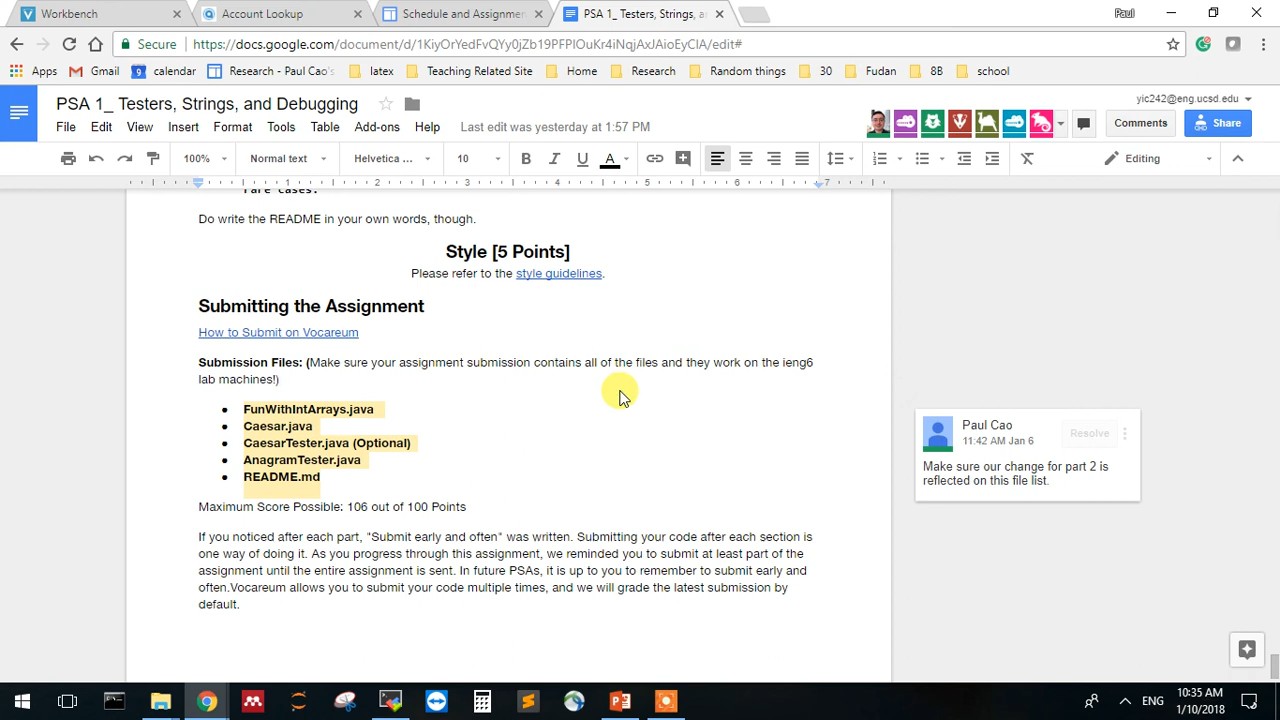 Workbench
Account Lookup
Schedule and Assignmen
PSA 1_ Testers, Strings, a
Paul
Secure
https://docs.google.com/document/d/1KiyOrYedFvQYj0jZb19PFPlOuKr4iNqjAxJAioEyCIA/edit#
Apps
Gmail
calendar
Research - Paul Cao's
latex
Teaching Related Site
Home
Research
Random things
30
Fudan
8B
school
PSA 1_ Testers, Strings, and Debugging
yic242@eng.ucsd.edu
File Edit View Insert Format Tools Table Add-ons Help Last edit was yesterday at 1:57 PM
Comments
Share
100% Normal text Helvetica ... 10 B I U A Editing
1 2 3 4 5 6 7
rare cases.
Do write the README in your own words, though.
Style [5 Points]
Please refer to the style guidelines.
Submitting the Assignment
How to Submit on Vocareum
Submission Files: (Make sure your assignment submission contains all of the files and they work on the ieng6
lab machines!)
FunWithIntArrays.java
Caesar.java
CaesarTester.java (Optional)
AnagramTester.java
README.md
Maximum Score Possible: 106 out of 100 Points
If you noticed after each part, "Submit early and often" was written. Submitting your code after each section is
one way of doing it. As you progress through this assignment, we reminded you to submit at least part of the
assignment until the entire assignment is sent. In future PSAs, it is up to you to remember to submit early and
often.Vocareum allows you to submit your code multiple times, and we will grade the latest submission by
default.
Paul Cao
11:42 AM Jan 6
Resolve
Make sure our change for part 2 is
reflected on this file list.
ENG
10:35 AM
1/10/2018